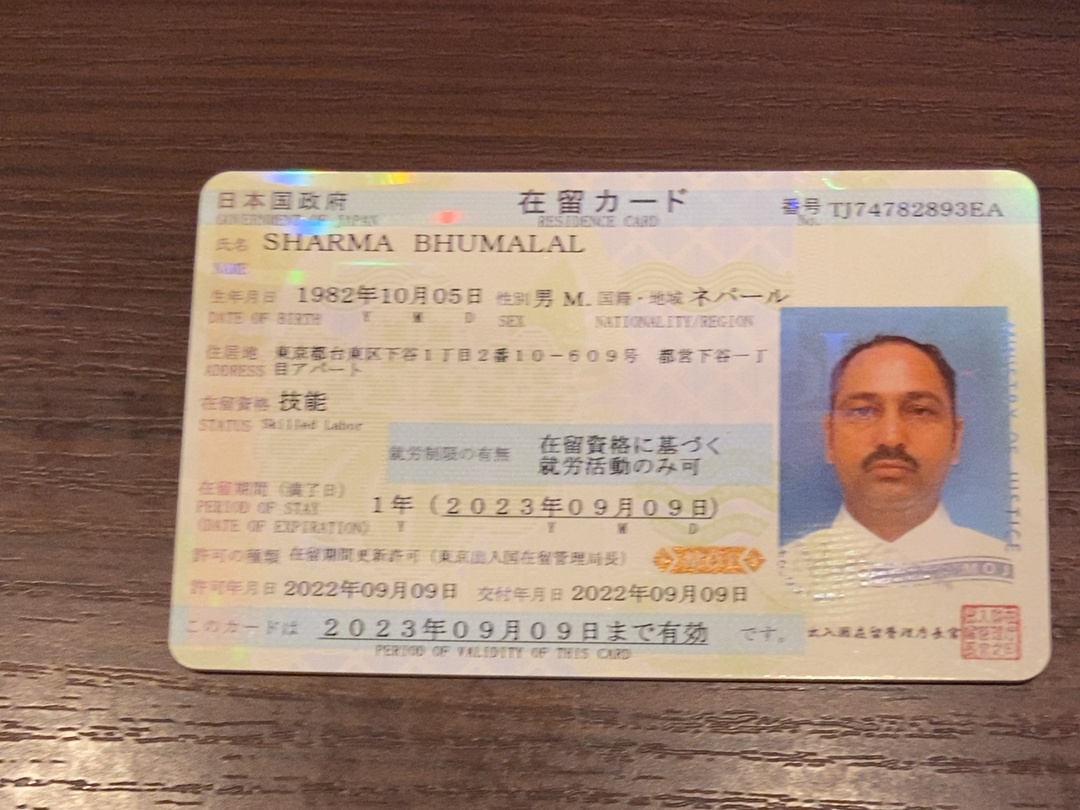 日本国政府 在留カード 番号 TJ74782893EA
GOVERNMENT OF JAPAN RESIDENCE CARD No.
氏名 SHARMA BHUMALAL
NAME
生年月日 1982年10月05日 性別 男 M. 国籍・地域 ネパール
DATE OF BIRTH Y M D SEX NATIONALITY/REGION
住居地 東京都台東区下谷1丁目2番10-609号 都営下谷一丁
ADDRESS 目アパート
在留資格 技能
STATUS Skilled Labor
就労制限の有無 在留資格に基づく
就労活動のみ可
在留期間(満了日)
PERIOD OF STAY 1年(2023年09月09日)
(DATE OF EXPIRATION) Y Y M D
許可の種類 在留期間更新許可(東京出入国在留管理局長)
許可年月日 2022年09月09日 交付年月日 2022年09月09日
このカードは 2023年09月09日まで有効 です。
PERIOD OF VALIDITY OF THIS CARD
MINISTRY OF JUSTICE
MOJ
出入国在留管理庁長官